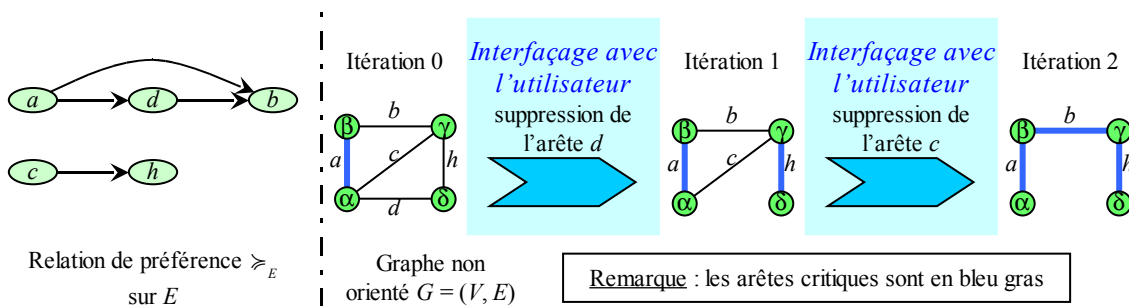 a
d
b
c
h
Relation de préférence ≽E
sur E
Itération 0
β
b
γ
a
c
h
α
d
δ
Graphe non
orienté G = (V, E)
Interfaçage avec
l'utilisateur
suppression de
l'arête d
Itération 1
β
b
γ
a
c
h
α
δ
Interfaçage avec
l'utilisateur
suppression de
l'arête c
Itération 2
β
b
γ
a
h
α
δ
Remarque : les arêtes critiques sont en bleu gras